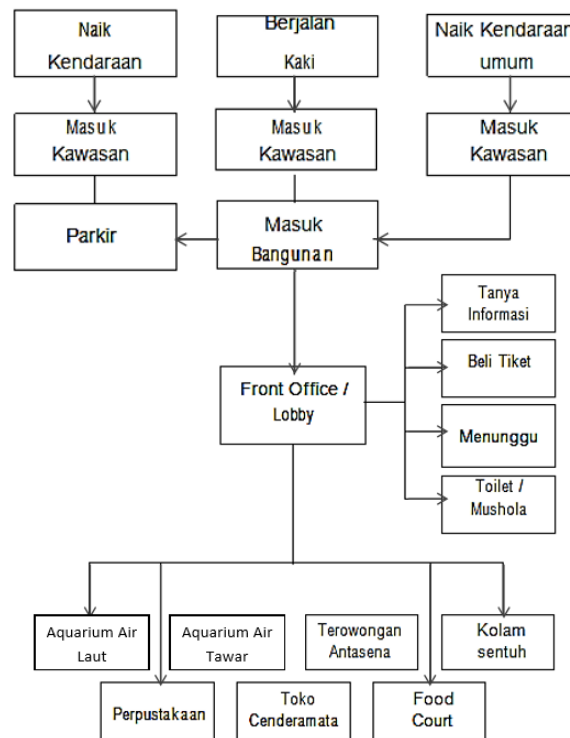 Naik
Kendaraan
Berjalan
Kaki
Naik Kendaraan
umum
Masuk
Kawasan
Masuk
Kawasan
Masuk
Kawasan
Parkir
Masuk
Bangunan
Tanya
Informasi
Beli Tiket
Front Office /
Lobby
Menunggu
Toilet /
Mushola
Aquarium Air
Laut
Aquarium Air
Tawar
Terowongan
Antasena
Kolam
sentuh
Perpustakaan
Toko
Cenderamata
Food
Court